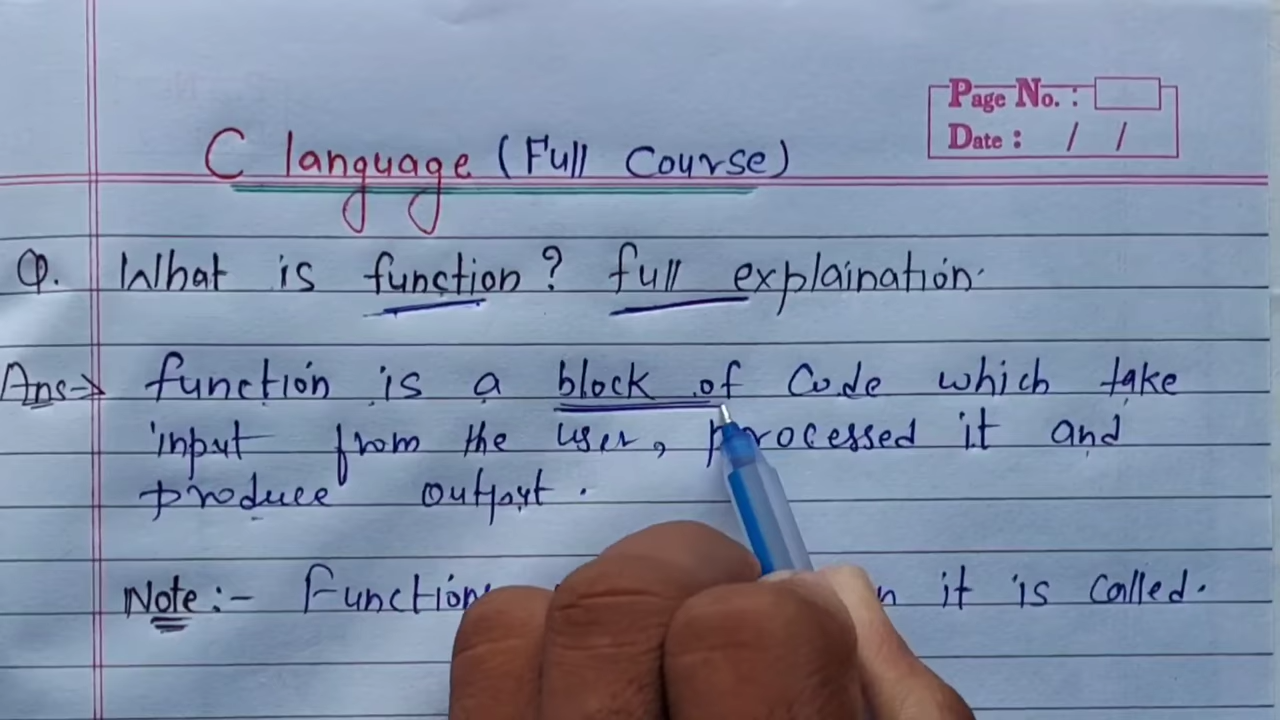 Page No. :
Date : / /
C language (Full Course)
Q. What is function? full explaination.
Ans→ function is a block of Code which take
input from the user, processed it and
produce output.
Note:- Function it is called.